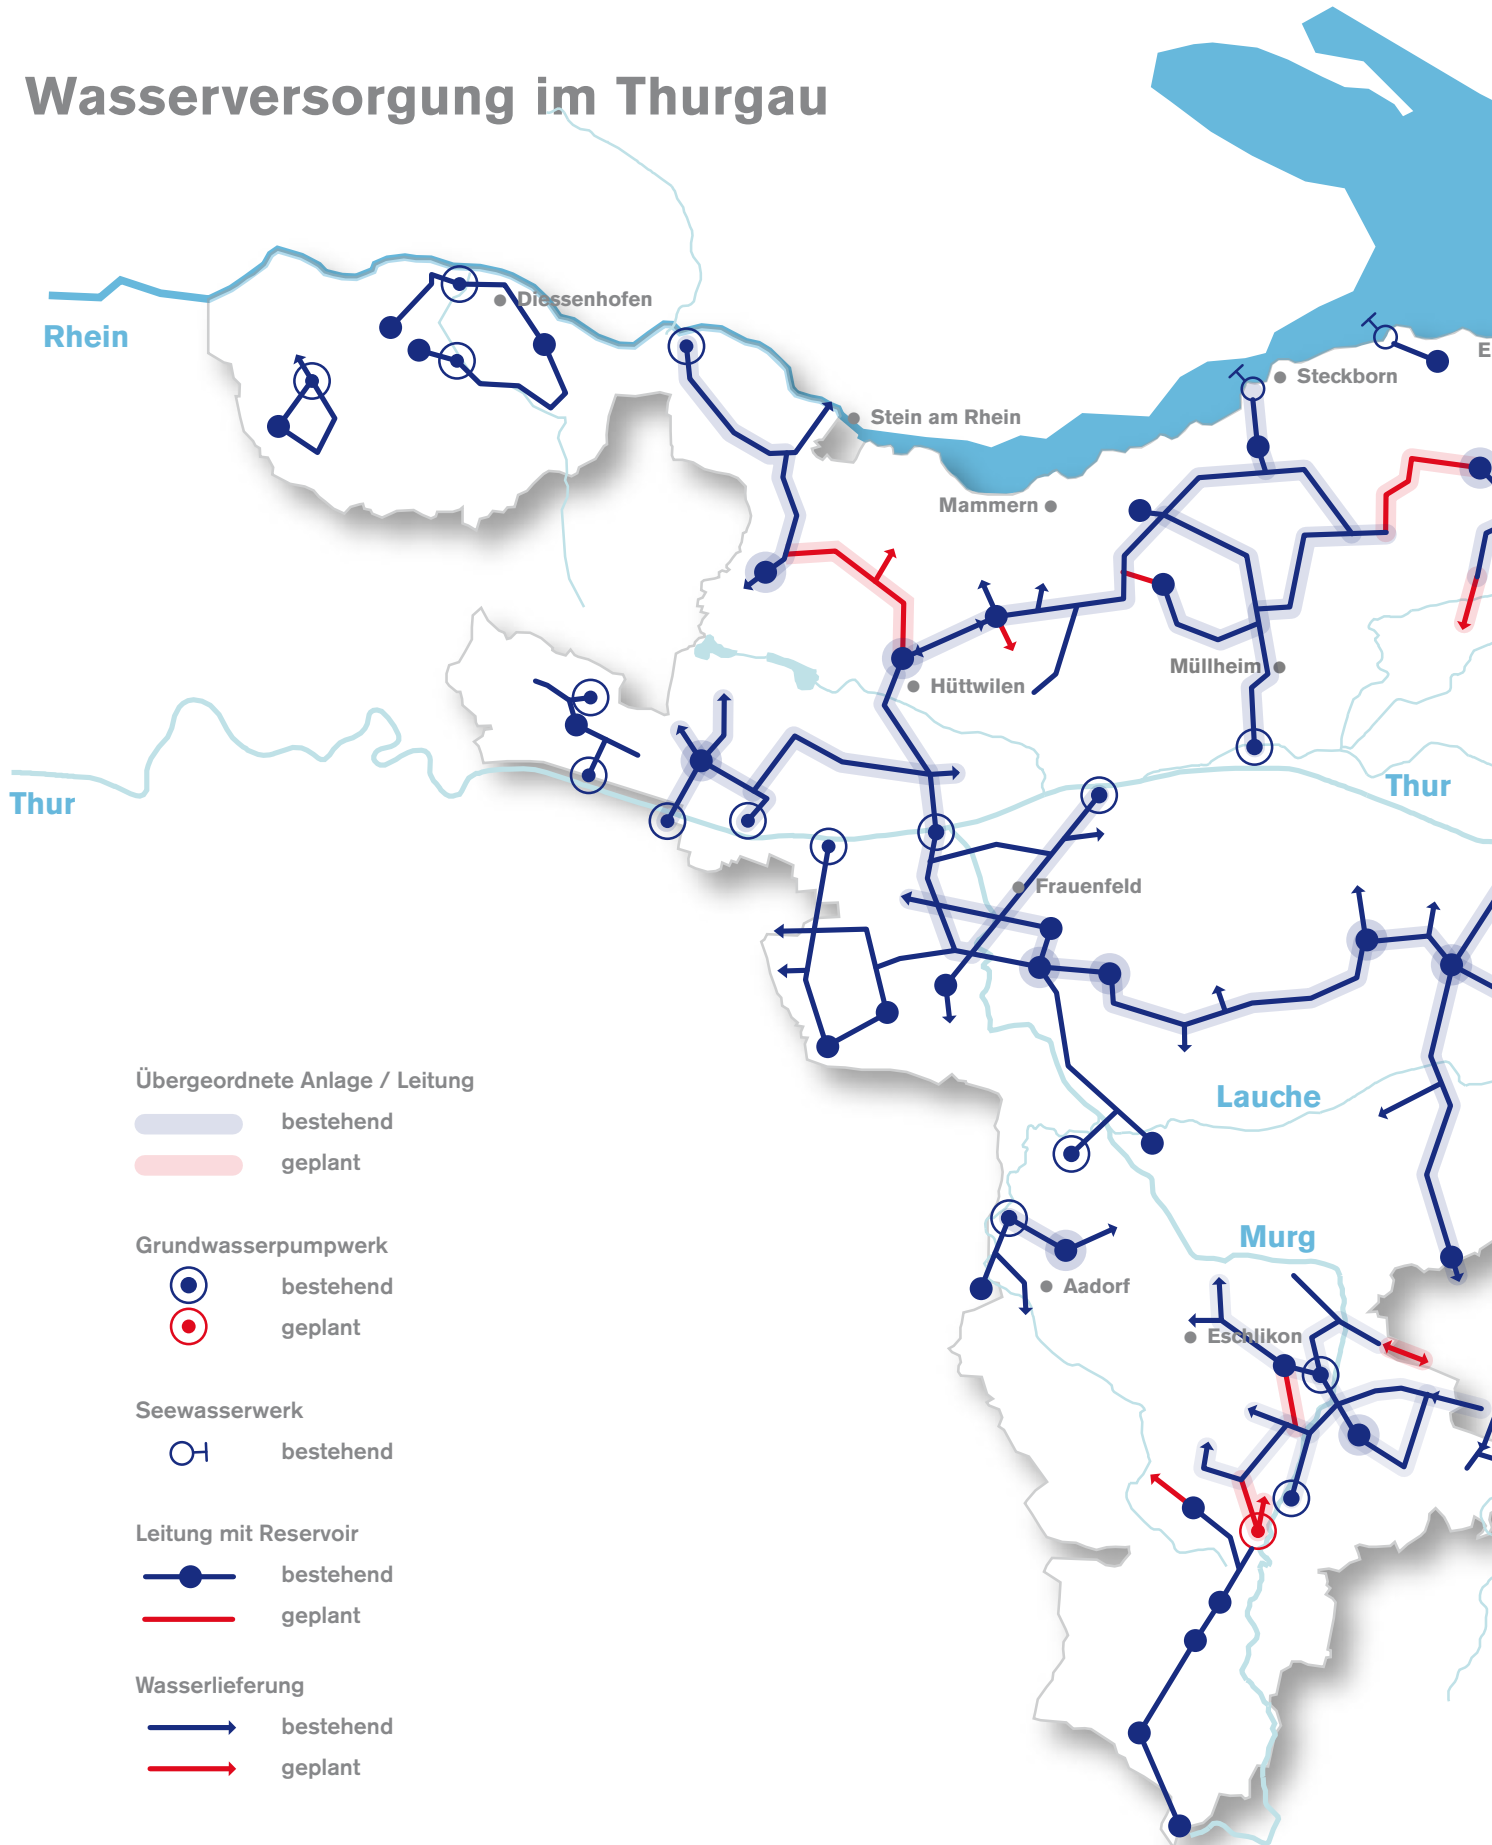 Wasserversorgung im Thurgau
Rhein
Diessenhofen
Stein am Rhein
Steckborn
E
Mammern
Müllheim
Hüttwilen
Thur
Thur
Frauenfeld
Lauche
Murg
Aadorf
Eschlikon
Übergeordnete Anlage / Leitung
bestehend
geplant
Grundwasserpumpwerk
bestehend
geplant
Seewasserwerk
bestehend
Leitung mit Reservoir
bestehend
geplant
Wasserlieferung
bestehend
geplant